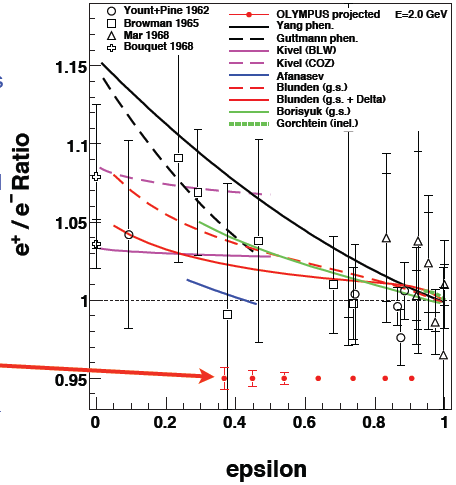 Yount+Pine 1962
Browman 1965
Mar 1968
Bouquet 1968
OLYMPUS projected E=2.0 GeV
Yang phen.
Guttmann phen.
Kivel (BLW)
Kivel (COZ)
Afanasev
Blunden (g.s.)
Blunden (g.s. + Delta)
Borisyuk (g.s.)
Gorchtein (inel.)
e+ / e− Ratio
1.15
1.1
1.05
1
0.95
0 0.2 0.4 0.6 0.8 1
epsilon